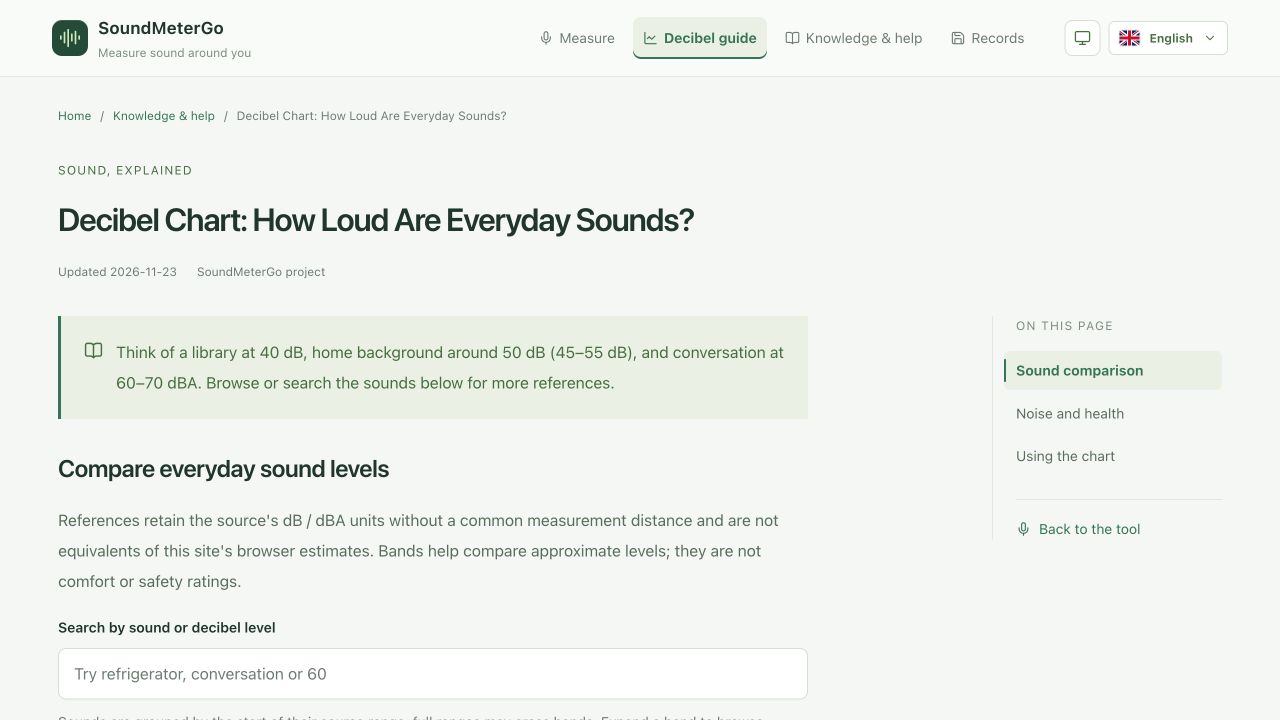 SoundMeterGo
Measure sound around you
Measure
Decibel guide
Knowledge & help
Records
English
Home / Knowledge & help / Decibel Chart: How Loud Are Everyday Sounds?
SOUND, EXPLAINED
Decibel Chart: How Loud Are Everyday Sounds?
Updated 2026-11-23 SoundMeterGo project
Think of a library at 40 dB, home background around 50 dB (45–55 dB), and conversation at
60–70 dBA. Browse or search the sounds below for more references.
Compare everyday sound levels
References retain the source's dB / dBA units without a common measurement distance and are not
equivalents of this site's browser estimates. Bands help compare approximate levels; they are not
comfort or safety ratings.
Search by sound or decibel level
Try refrigerator, conversation or 60
ON THIS PAGE
Sound comparison
Noise and health
Using the chart
Back to the tool